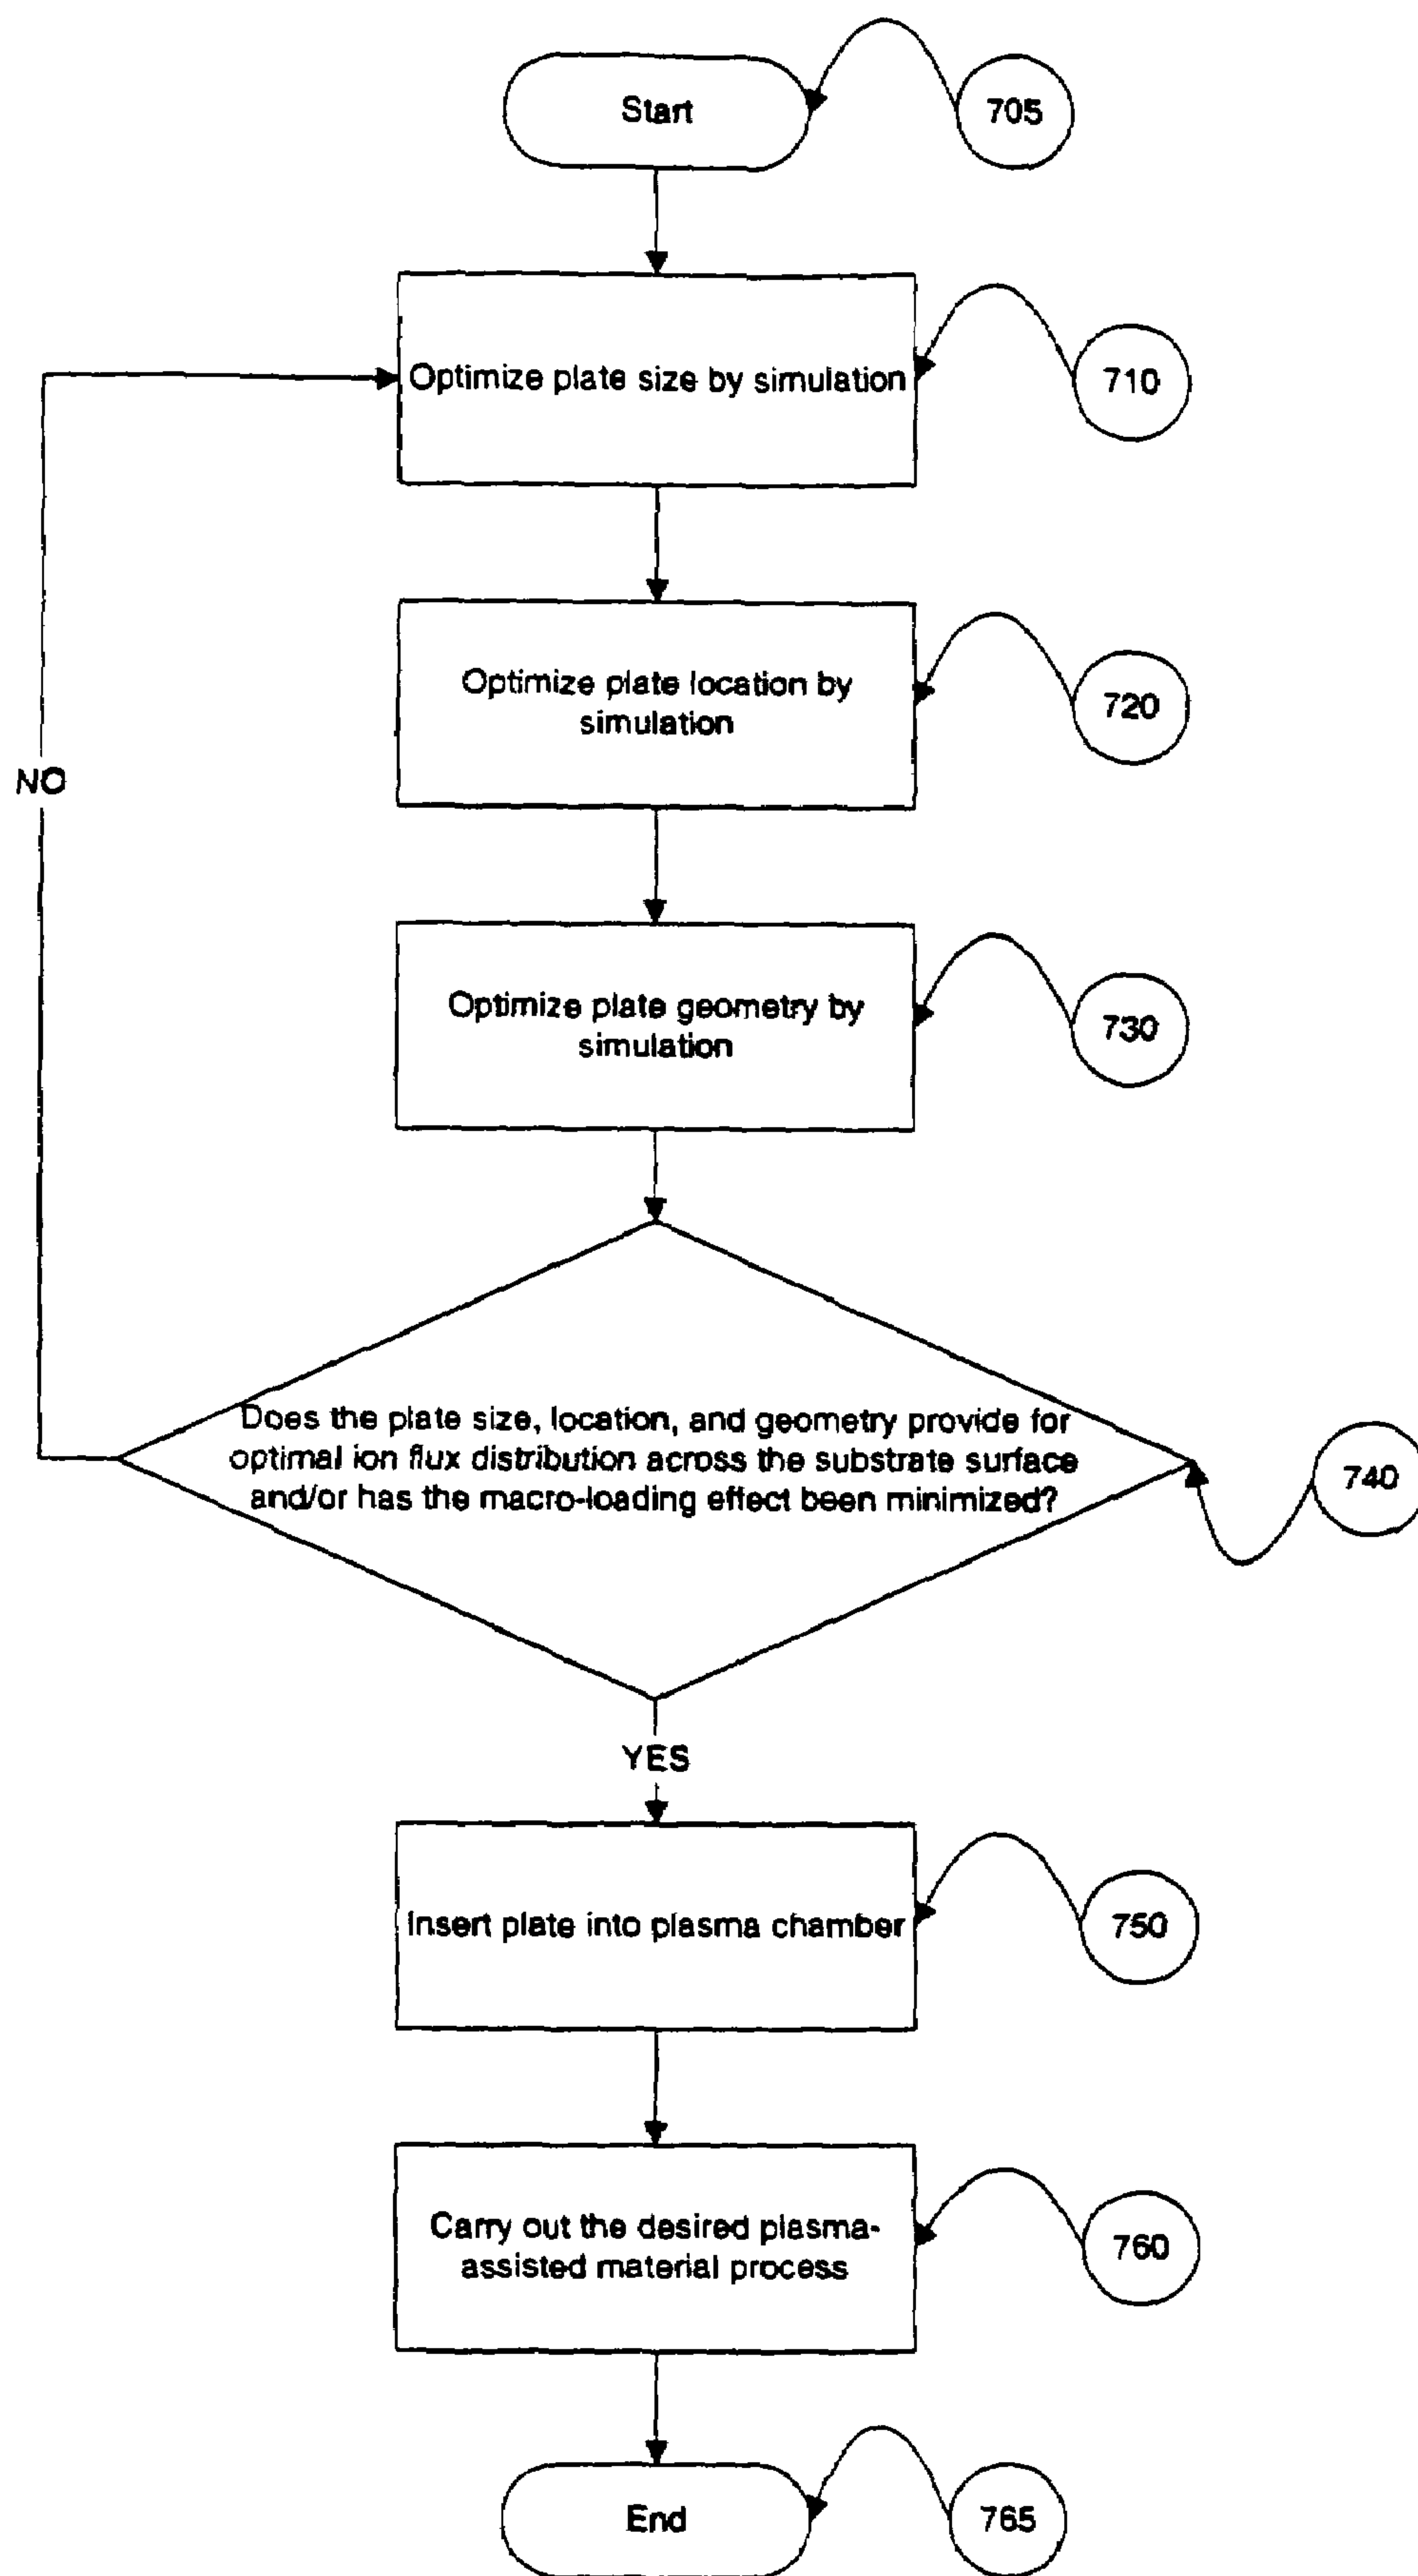 Start
705
Optimize plate size by simulation
710
Optimize plate location by
simulation
720
NO
Optimize plate geometry by
simulation
730
Does the plate size, location, and geometry provide for
optimal ion flux distribution across the substrate surface
and/or has the macro-loading effect been minimized?
740
YES
Insert plate into plasma chamber
750
Carry out the desired plasma-
assisted material process
760
End
765